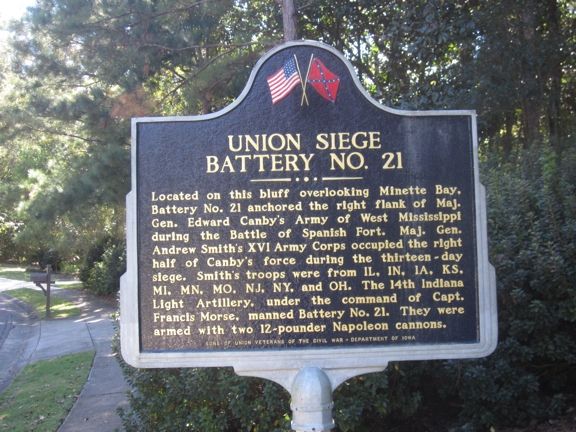 UNION SIEGE
BATTERY NO. 21
Located on this bluff overlooking Minette Bay,
Battery No. 21 anchored the right flank of Maj.
Gen. Edward Canby's Army of West Mississippi
during the Battle of Spanish Fort. Maj. Gen.
Andrew Smith's XVI Army Corps occupied the right
half of Canby's force during the thirteen-day
siege. Smith's troops were from IL, IN, IA, KS,
MI, MN, MO, NJ, NY, and OH. The 14th Indiana
Light Artillery, under the command of Capt.
Francis Morse, manned Battery No. 21. They were
armed with two 12-pounder Napoleon cannons.
SONS OF UNION VETERANS OF THE CIVIL WAR - DEPARTMENT OF IOWA